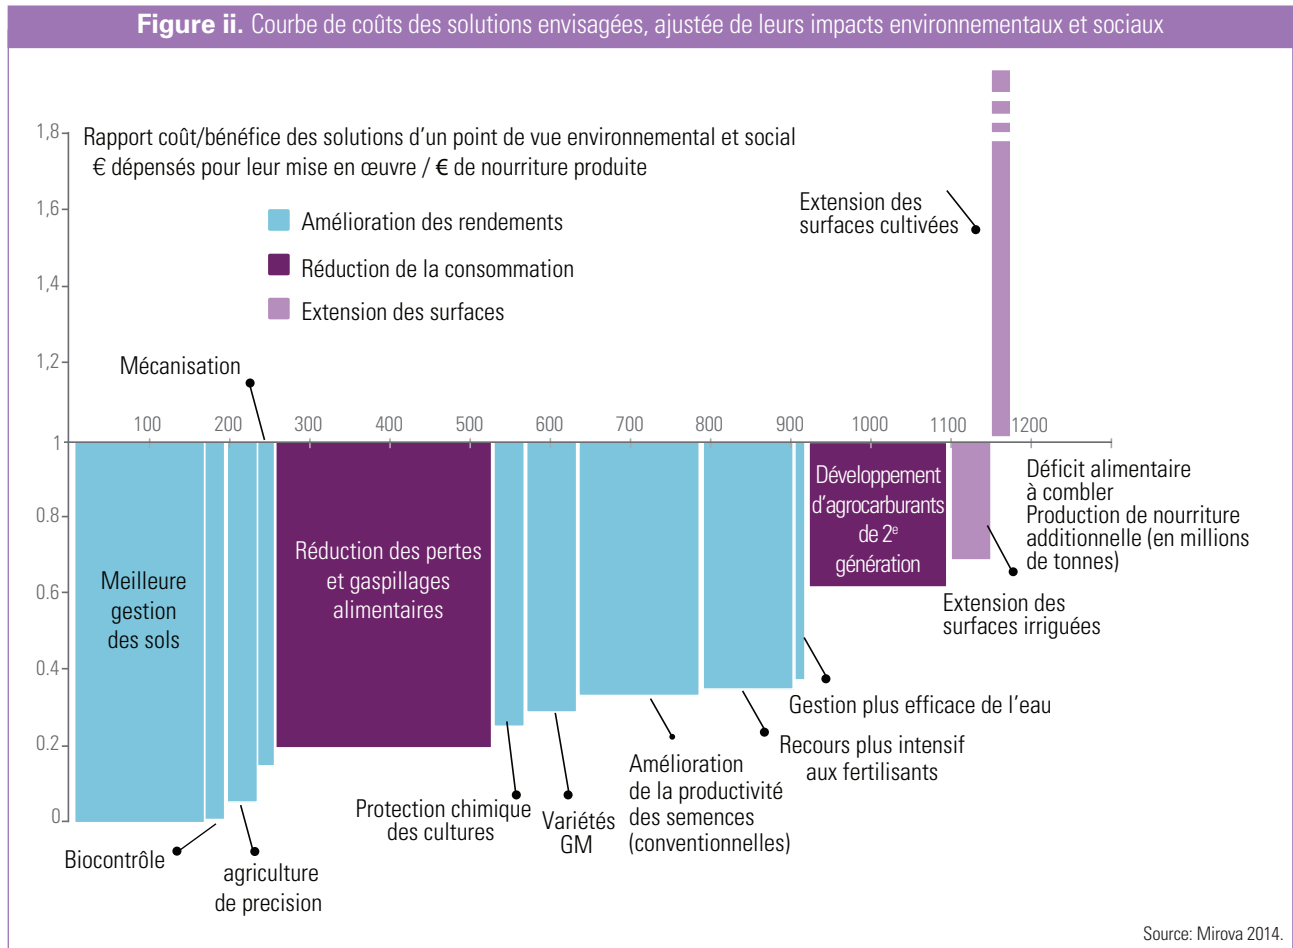 Figure ii. Courbe de coûts des solutions envisagées, ajustée de leurs impacts environnementaux et sociaux
Rapport coût/bénéfice des solutions d'un point de vue environnemental et social
€ dépensés pour leur mise en œuvre / € de nourriture produite
Amélioration des rendements
Réduction de la consommation
Extension des surfaces
1,8
1,6
1,4
1,2
1
0.8
0.6
0.4
0.2
0
100
200
300
400
500
600
700
800
900
1000
1100
1200
Mécanisation
Extension des
surfaces cultivées
Meilleure
gestion
des sols
Réduction des pertes
et gaspillages
alimentaires
Développement
d'agrocarburants
de 2e
génération
Déficit alimentaire
à combler
Production de nourriture
additionnelle (en millions
de tonnes)
Extension des
surfaces irriguées
Gestion plus efficace de l'eau
Recours plus intensif
aux fertilisants
Amélioration
de la productivité
des semences
(conventionnelles)
Variétés
GM
Protection chimique
des cultures
Biocontrôle
agriculture
de precision
Source: Mirova 2014.